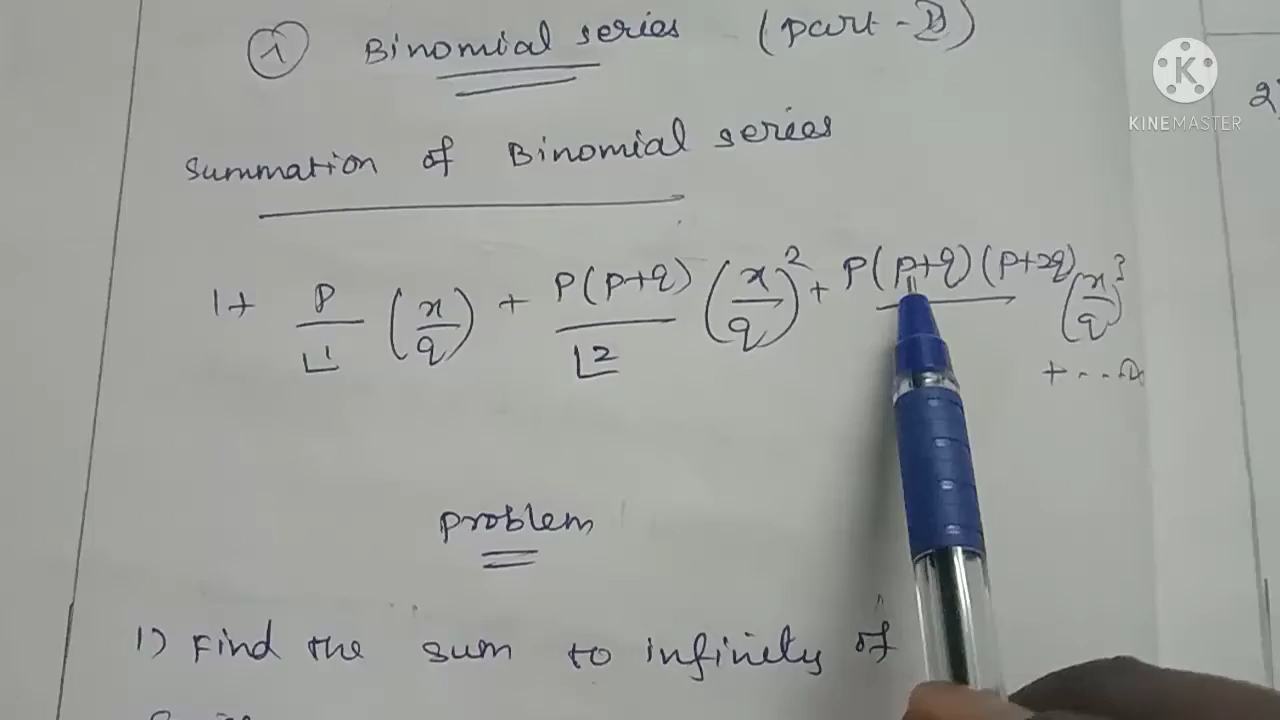 1 Binomial series (part-B)
KINEMASTER
2)
Summation of Binomial series
1+ P/∟1 (x/q) + P(P+q)/∟2 (x/q)² + P(P+q)(P+2q) (x/q)³
+...∞
Problem
1) Find the sum to infinity of